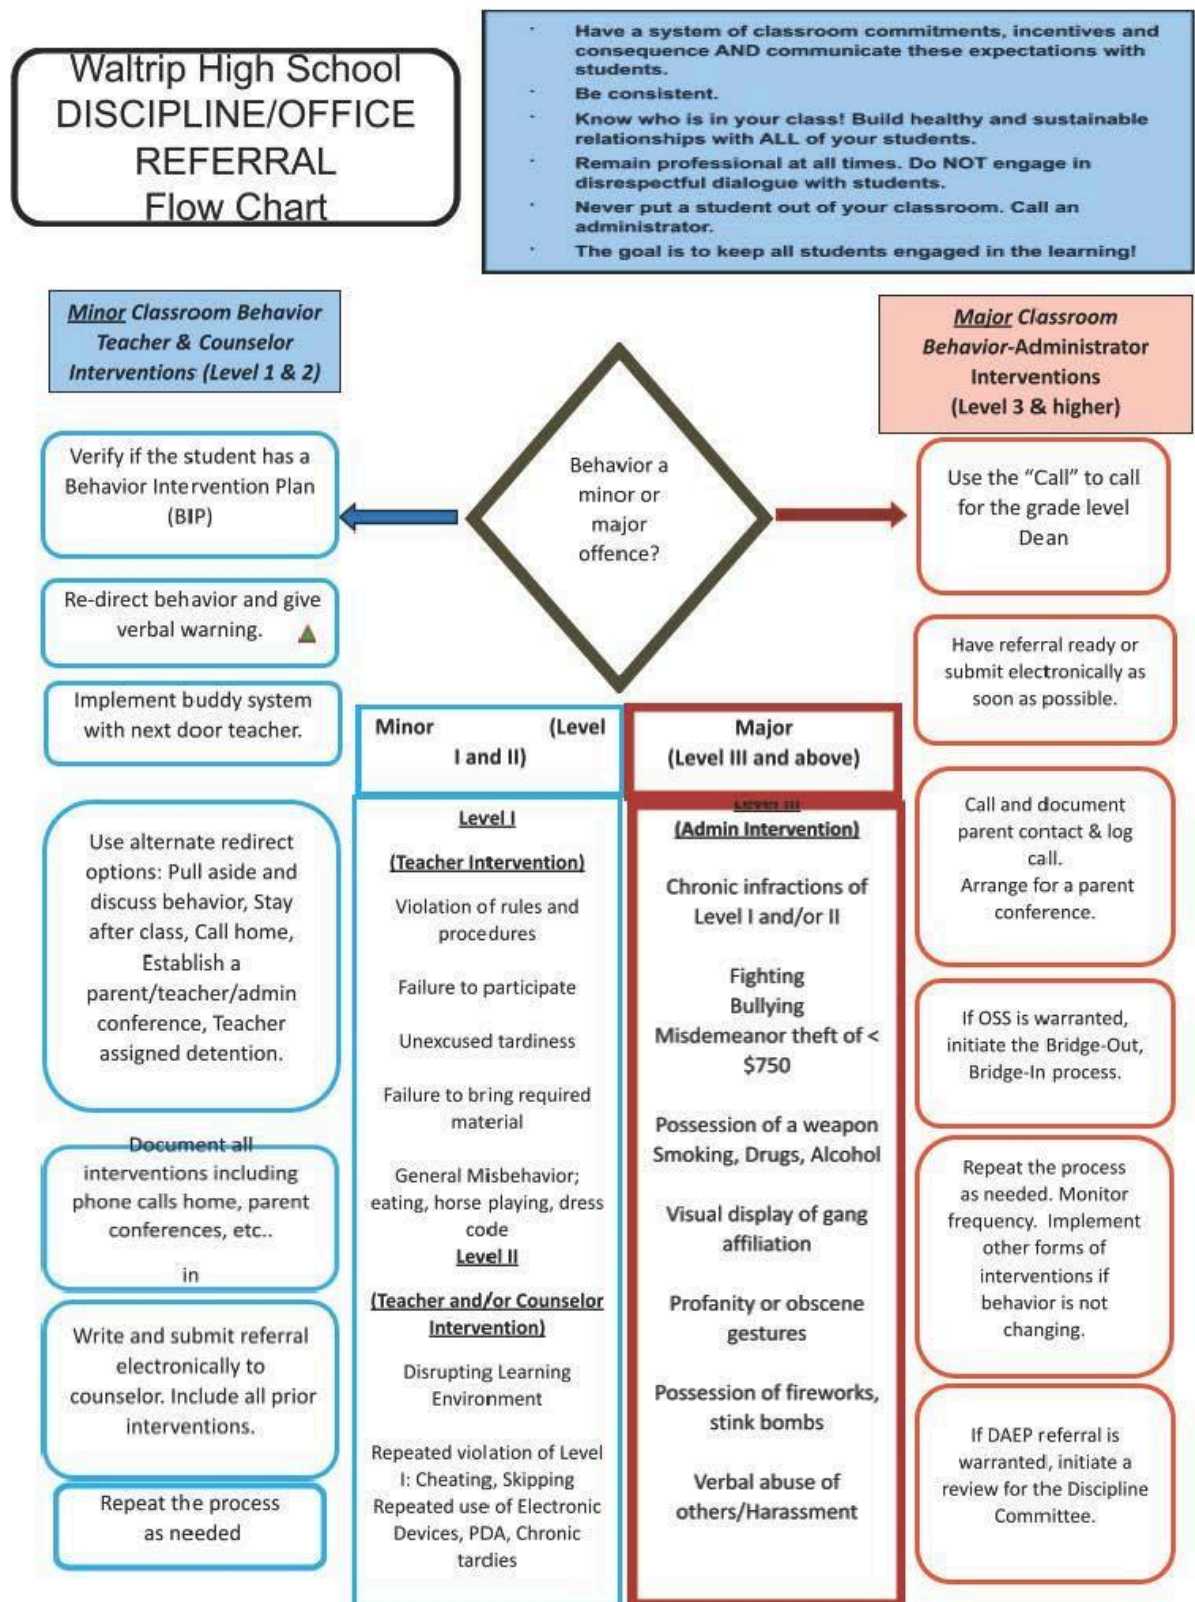 Waltrip High School
DISCIPLINE/OFFICE
REFERRAL
Flow Chart
· Have a system of classroom commitments, incentives and
consequence AND communicate these expectations with
students.
· Be consistent.
· Know who is in your class! Build healthy and sustainable
relationships with ALL of your students.
· Remain professional at all times. Do NOT engage in
disrespectful dialogue with students.
· Never put a student out of your classroom. Call an
administrator.
· The goal is to keep all students engaged in the learning!
Minor Classroom Behavior
Teacher & Counselor
Interventions (Level 1 & 2)
Verify if the student has a
Behavior Intervention Plan
(BIP)
Re-direct behavior and give
verbal warning.
Implement buddy system
with next door teacher.
Use alternate redirect
options: Pull aside and
discuss behavior, Stay
after class, Call home,
Establish a
parent/teacher/admin
conference, Teacher
assigned detention.
Document all
interventions including
phone calls home, parent
conferences, etc..
in
Write and submit referral
electronically to
counselor. Include all prior
interventions.
Repeat the process
as needed
Behavior a
minor or
major
offence?
Minor (Level
I and II)
Level I
(Teacher Intervention)
Violation of rules and
procedures
Failure to participate
Unexcused tardiness
Failure to bring required
material
General Misbehavior;
eating, horse playing, dress
code
Level II
(Teacher and/or Counselor
Intervention)
Disrupting Learning
Environment
Repeated violation of Level
I: Cheating, Skipping
Repeated use of Electronic
Devices, PDA, Chronic
tardies
Major
(Level III and above)
Level III
(Admin Intervention)
Chronic infractions of
Level I and/or II
Fighting
Bullying
Misdemeanor theft of <
$750
Possession of a weapon
Smoking, Drugs, Alcohol
Visual display of gang
affiliation
Profanity or obscene
gestures
Possession of fireworks,
stink bombs
Verbal abuse of
others/Harassment
Major Classroom
Behavior-Administrator
Interventions
(Level 3 & higher)
Use the “Call” to call
for the grade level
Dean
Have referral ready or
submit electronically as
soon as possible.
Call and document
parent contact & log
call.
Arrange for a parent
conference.
If OSS is warranted,
initiate the Bridge-Out,
Bridge-In process.
Repeat the process
as needed. Monitor
frequency. Implement
other forms of
interventions if
behavior is not
changing.
If DAEP referral is
warranted, initiate a
review for the Discipline
Committee.